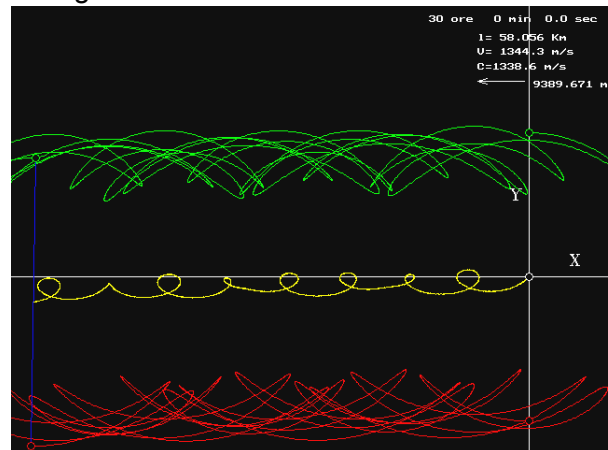 30 ore 0 min 0.0 sec
l= 58.056 Km
V= 1344.3 m/s
C=1338.6 m/s
9389.671 m
Y
X